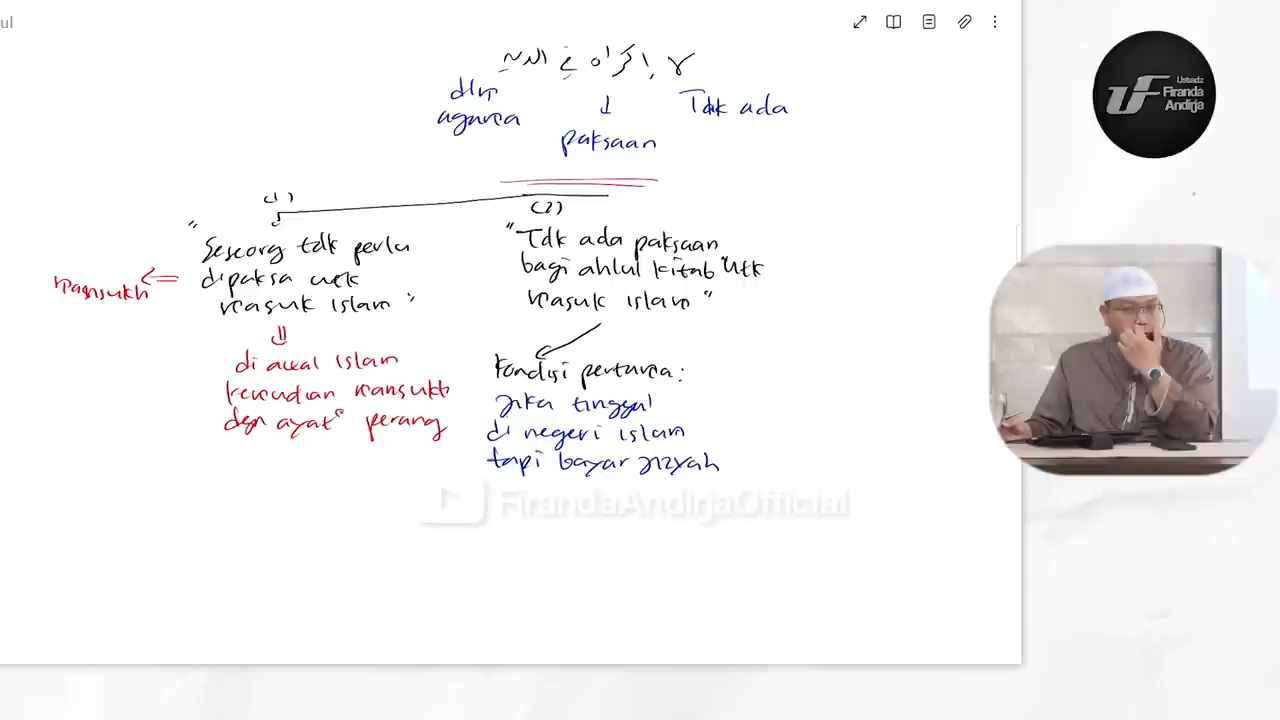 ul
لا إكراه في الدين
dlm agama
paksaan
Tdk ada
(1)
"Seseorg tdk perlu
dipaksa utk
masuk islam"
mansukh
di awal islam
kemudian mansukh
dgn ayat² perang
(2)
"Tdk ada paksaan
bagi ahlul kitab utk
masuk islam"
Kondisi pertama:
jika tinggal
di negeri islam
tapi bayar jizyah
FirandaAndirjaOfficial
UF
Ustadz
Firanda
Andirja